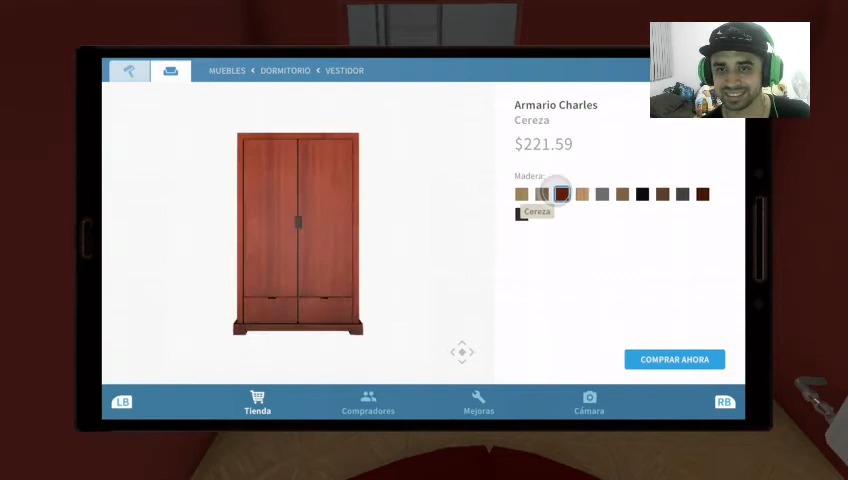 MUEBLES < DORMITORIO < VESTIDOR
Armario Charles
Cereza
$221.59
Madera:
Cereza
COMPRAR AHORA
LB
Tienda
Compradores
Mejoras
Cámara
RB